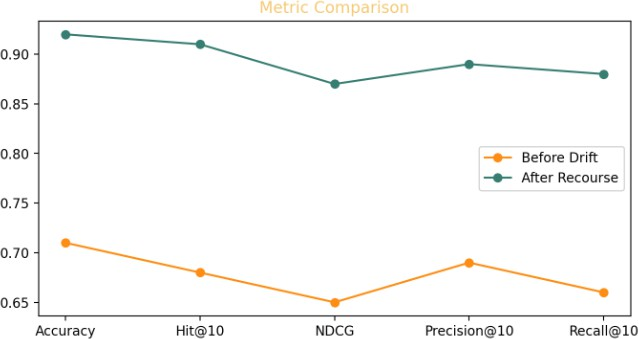 Metric Comparison
0.90
0.85
0.80
0.75
0.70
0.65
Before Drift
After Recourse
Accuracy
Hit@10
NDCG
Precision@10
Recall@10